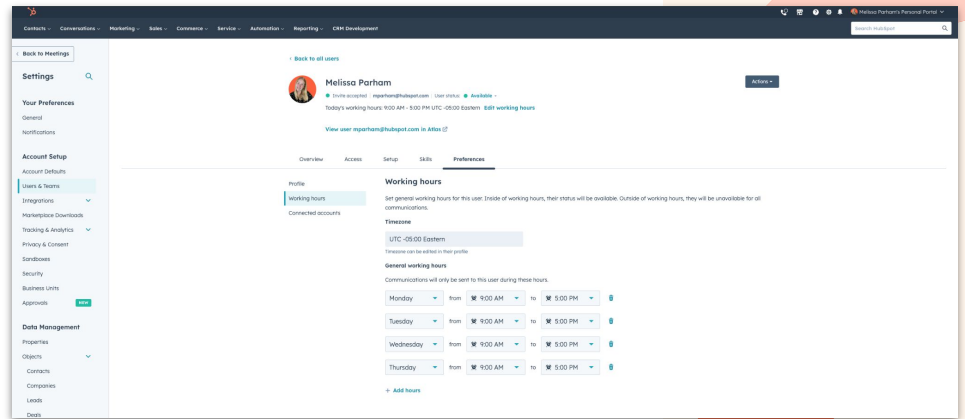 Melissa Parham's Personal Portal
Contacts Conversations Marketing Sales Commerce Service Automation Reporting CRM Development
Search HubSpot
Back to Meetings
Settings
Your Preferences
General
Notifications
Account Setup
Account Defaults
Users & Teams
Integrations
Marketplace Downloads
Tracking & Analytics
Privacy & Consent
Sandboxes
Security
Business Units
Approvals NEW
Data Management
Properties
Objects
Contacts
Companies
Leads
Deals
Back to all users
Melissa Parham
Invite accepted mparham@hubspot.com User status: Available
Today's working hours: 9:00 AM - 5:00 PM UTC -05:00 Eastern Edit working hours
View user mparham@hubspot.com in Atlas
Actions
Overview Access Setup Skills Preferences
Profile
Working hours
Connected accounts
Working hours
Set general working hours for this user. Inside of working hours, their status will be available. Outside of working hours, they will be unavailable for all
communications.
Timezone
UTC -05:00 Eastern
Timezone can be edited in their profile
General working hours
Communications will only be sent to this user during these hours.
Monday from 9:00 AM to 5:00 PM
Tuesday from 9:00 AM to 5:00 PM
Wednesday from 9:00 AM to 5:00 PM
Thursday from 9:00 AM to 5:00 PM
+ Add hours